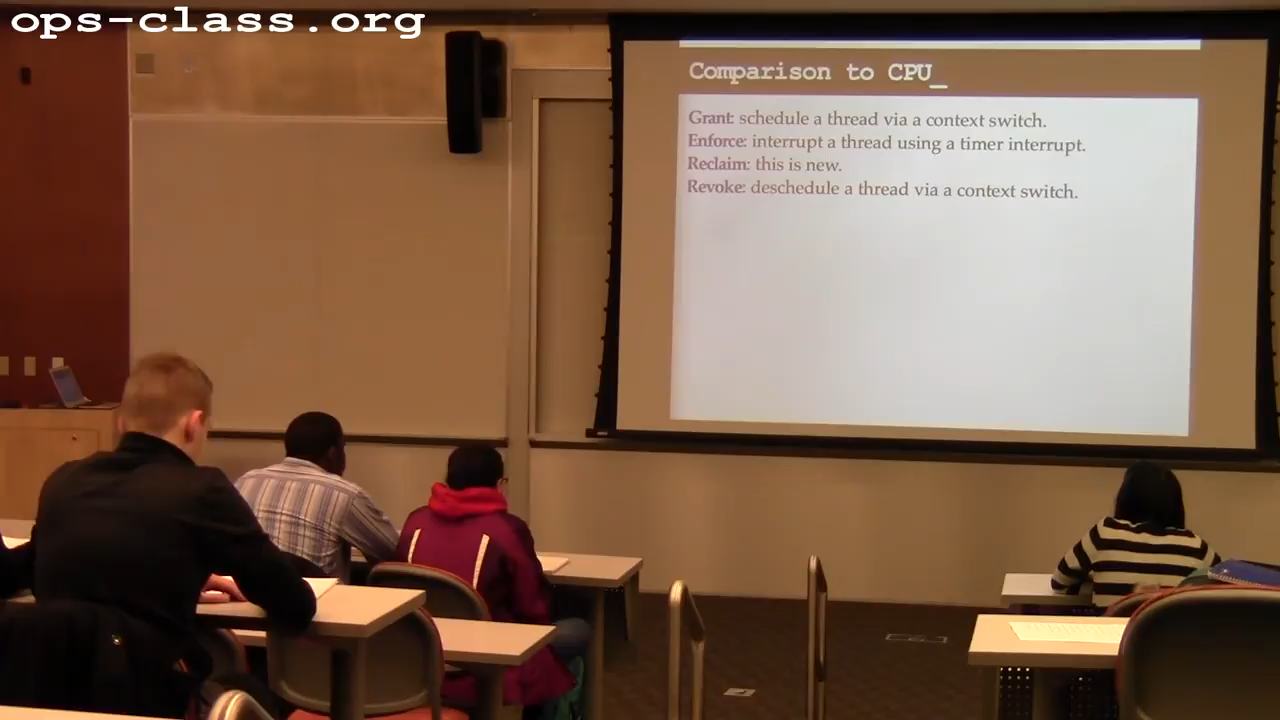 ops-class.org
Comparison to CPU_
Grant: schedule a thread via a context switch.
Enforce: interrupt a thread using a timer interrupt.
Reclaim: this is new.
Revoke: deschedule a thread via a context switch.